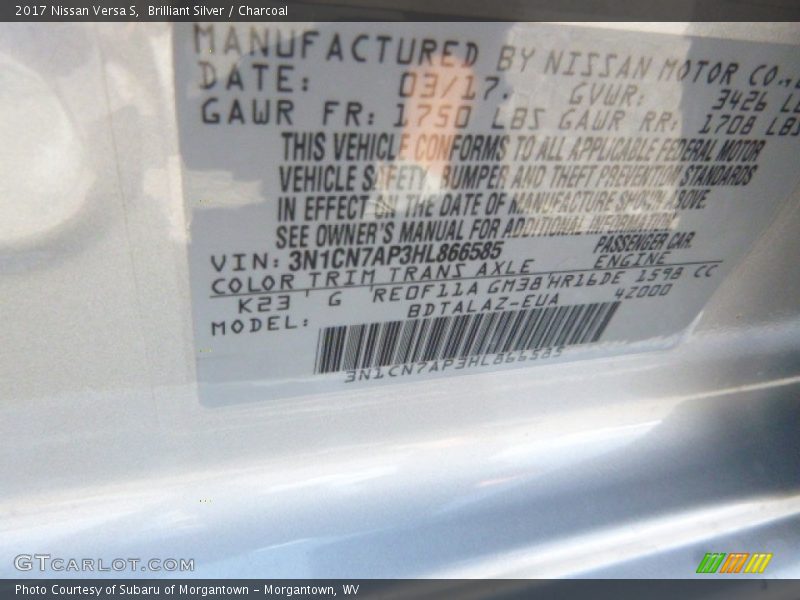 2017 Nissan Versa S, Brilliant Silver / Charcoal
MANUFACTURED BY NISSAN MOTOR CO.,
DATE: 03/17. GVWR: 3426 LB
GAWR FR: 1750 LBS GAWR RR: 1708 LBS
THIS VEHICLE CONFORMS TO ALL APPLICABLE FEDERAL MOTOR
VEHICLE SAFETY, BUMPER AND THEFT PREVENTION STANDARDS
IN EFFECT ON THE DATE OF MANUFACTURE SHOWN ABOVE.
SEE OWNER'S MANUAL FOR ADDITIONAL INFORMATION.
VIN: 3N1CN7AP3HL866585 PASSENGER CAR.
COLOR TRIM TRANS AXLE ENGINE
K23 G RE0F11A GM38 HR16DE 1598 CC
MODEL: BDTALAZ-EUA 42000
3N1CN7AP3HL866585
GTCARLOT.COM
Photo Courtesy of Subaru of Morgantown - Morgantown, WV